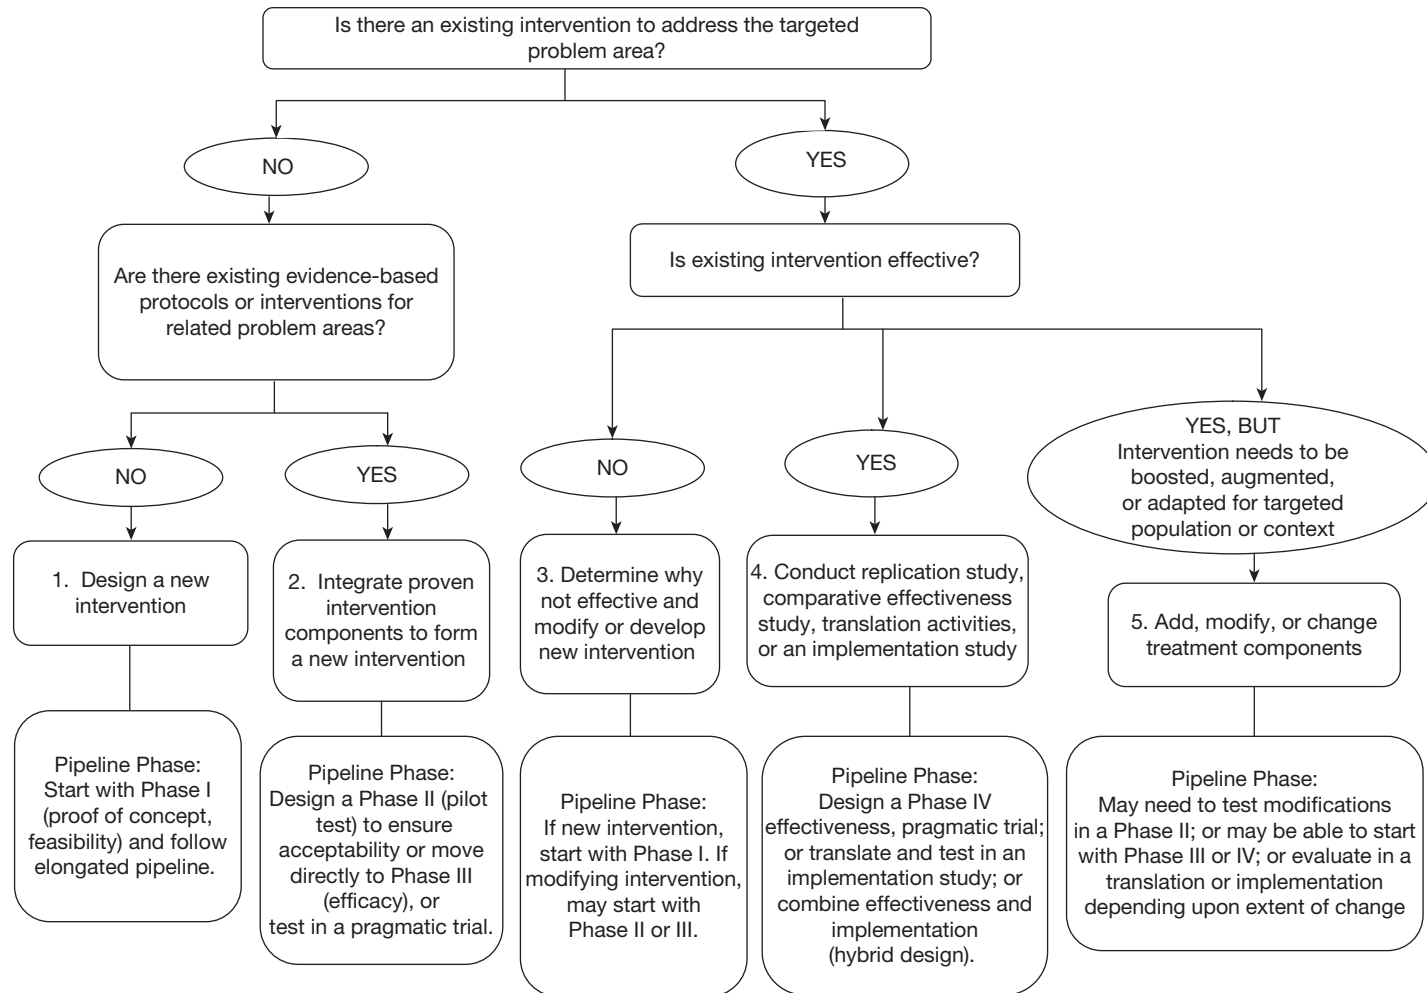 Is there an existing intervention to address the targeted
problem area?
NO
YES
Are there existing evidence-based
protocols or interventions for
related problem areas?
Is existing intervention effective?
NO
YES
NO
YES
YES, BUT
Intervention needs to be
boosted, augmented,
or adapted for targeted
population or context
1. Design a new
intervention
2. Integrate proven
intervention
components to form
a new intervention
3. Determine why
not effective and
modify or develop
new intervention
4. Conduct replication study,
comparative effectiveness
study, translation activities,
or an implementation study
5. Add, modify, or change
treatment components
Pipeline Phase:
Start with Phase I
(proof of concept,
feasibility) and follow
elongated pipeline.
Pipeline Phase:
Design a Phase II (pilot
test) to ensure
acceptability or move
directly to Phase III
(efficacy), or
test in a pragmatic trial.
Pipeline Phase:
If new intervention,
start with Phase I. If
modifying intervention,
may start with
Phase II or III.
Pipeline Phase:
Design a Phase IV
effectiveness, pragmatic trial;
or translate and test in an
implementation study; or
combine effectiveness and
implementation
(hybrid design).
Pipeline Phase:
May need to test modifications
in a Phase II; or may be able to start
with Phase III or IV; or evaluate in a
translation or implementation
depending upon extent of change